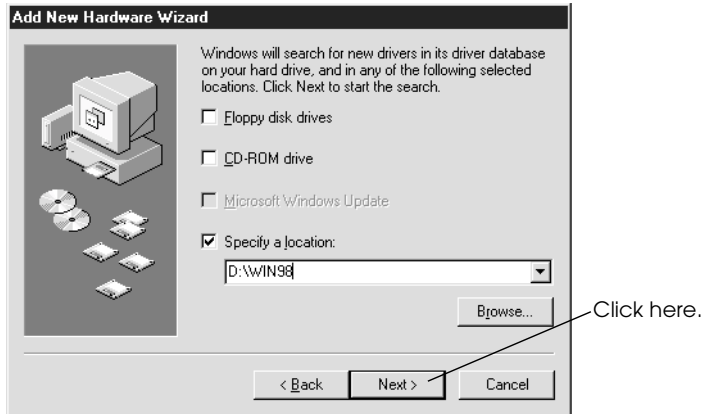 Add New Hardware Wizard
Windows will search for new drivers in its driver database
on your hard drive, and in any of the following selected
locations. Click Next to start the search.
Floppy disk drives
CD-ROM drive
Microsoft Windows Update
Specify a location:
D:\WIN98
Browse...
Click here.
< Back
Next >
Cancel